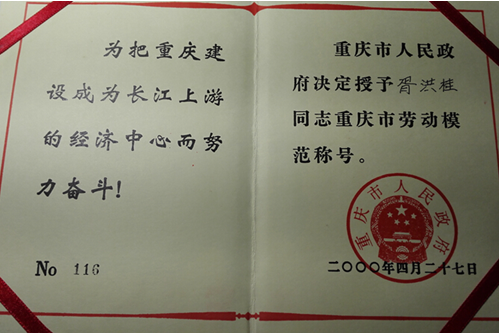 为把重庆建
设成为长江上游
的经济中心而努
力奋斗！
No 116
重庆市人民政
府决定授予胥洪桂
同志重庆市劳动模
范称号。
重庆市人民政府
二〇〇〇年四月二十七日